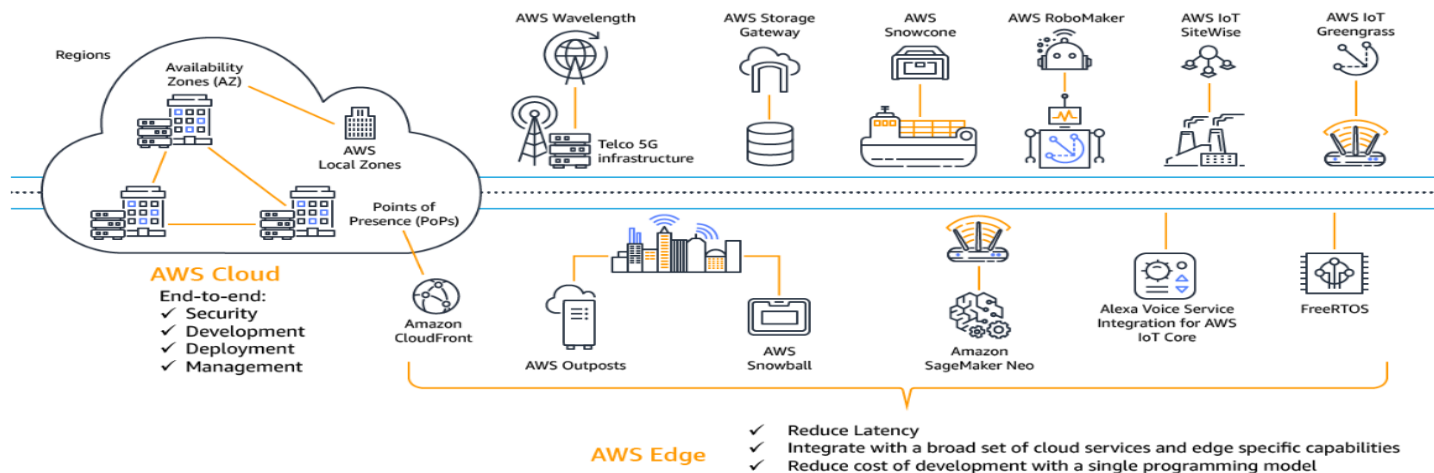 Regions
Availability
Zones (AZ)
AWS
Local Zones
Points of
Presence (PoPs)
AWS Cloud
End-to-end:
✓ Security
✓ Development
✓ Deployment
✓ Management
Amazon
CloudFront
AWS Wavelength
Telco 5G
infrastructure
AWS Storage
Gateway
AWS
Snowcone
AWS RoboMaker
AWS IoT
SiteWise
AWS IoT
Greengrass
AWS Outposts
AWS
Snowball
Amazon
SageMaker Neo
Alexa Voice Service
Integration for AWS
IoT Core
FreeRTOS
AWS Edge
✓ Reduce Latency
✓ Integrate with a broad set of cloud services and edge specific capabilities
✓ Reduce cost of development with a single programming model